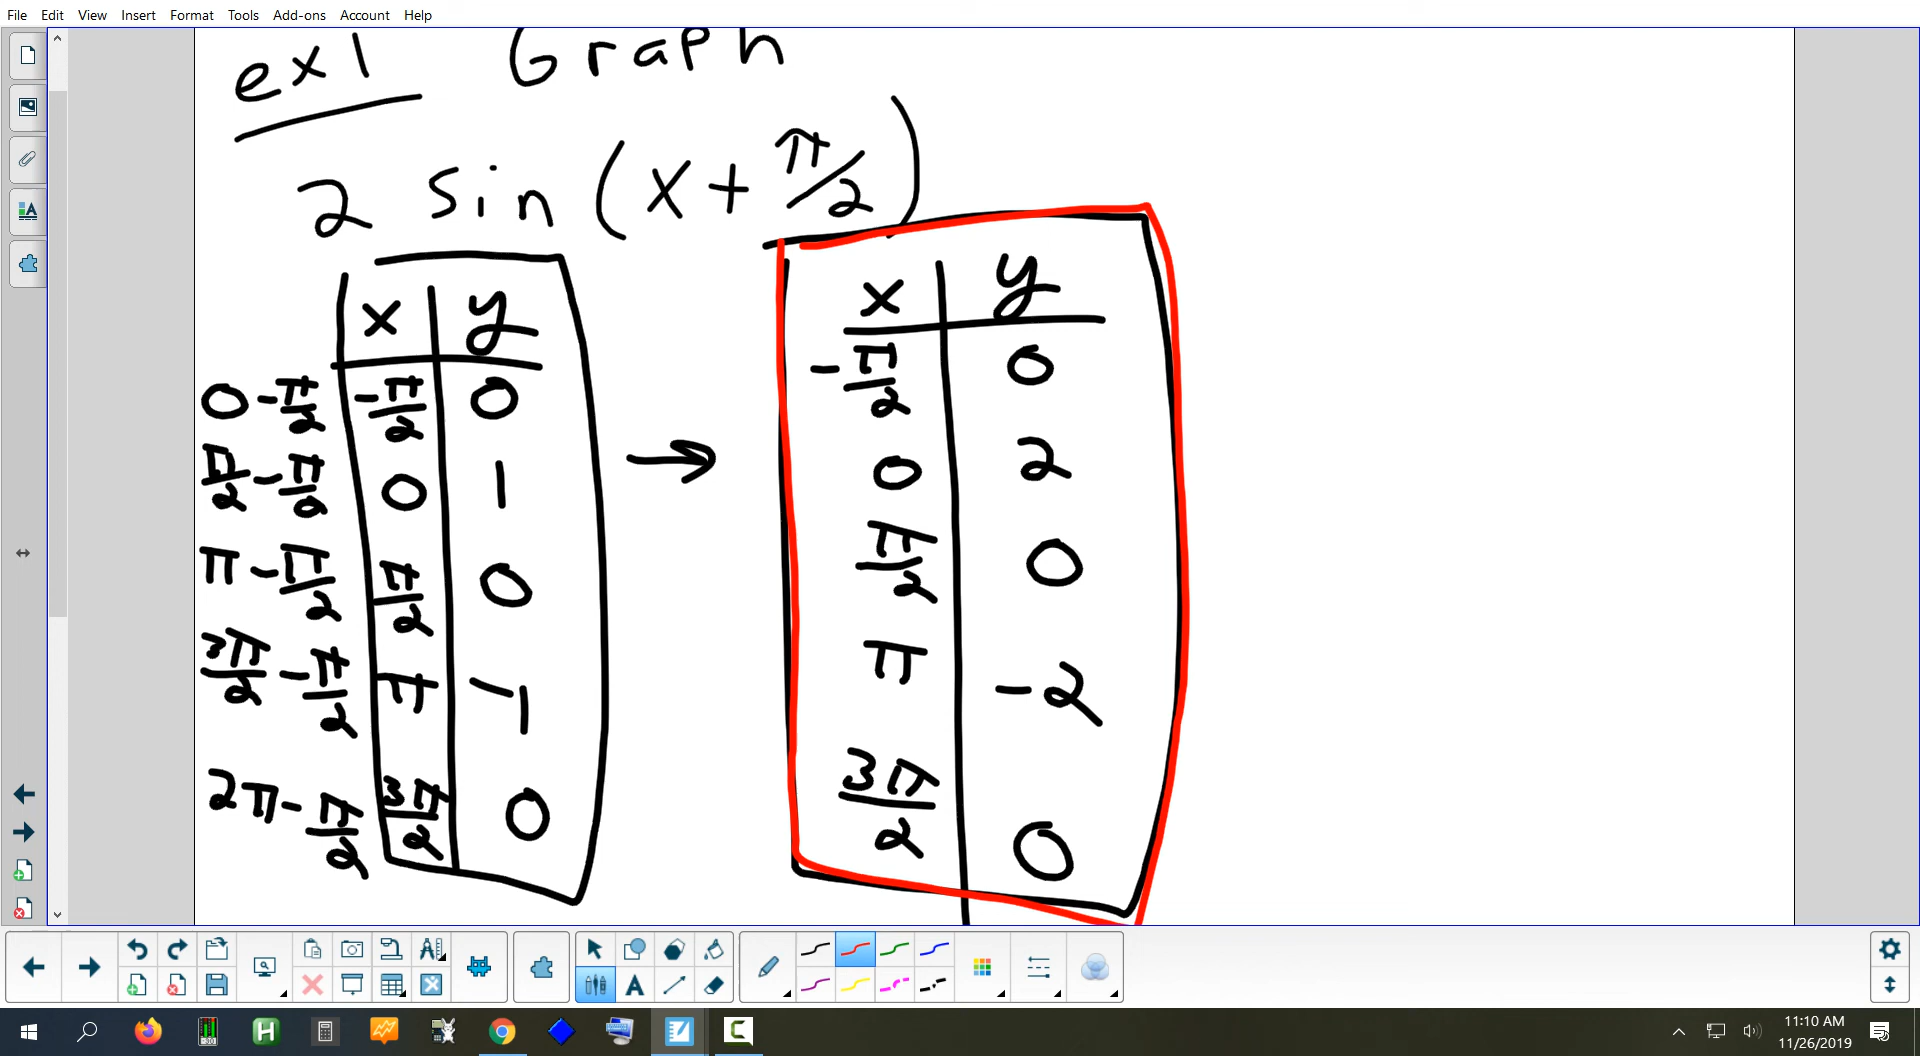 File Edit View Insert Format Tools Add-ons Account Help
ex1 Graph
2 sin (x + π/2)
x y
0 - π/2 -π/2 0
π/2 - π/2 0 1
π - π/2 π/2 0
3π/2 - π/2 π -1
2π - π/2 3π/2 0
→
x y
-π/2 0
0 2
π/2 0
π -2
3π/2 0
11:10 AM
11/26/2019